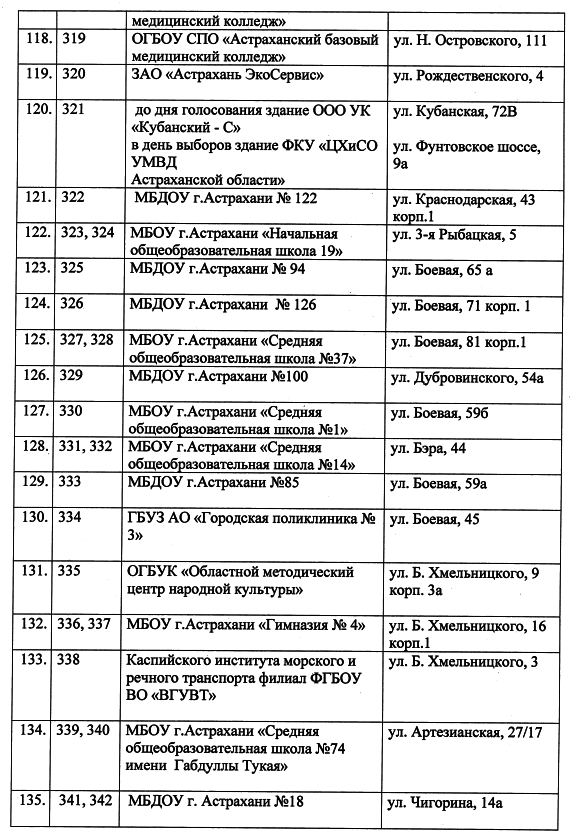 медицинский колледж»
118. 319 ОГБОУ СПО «Астраханский базовый ул. Н. Островского, 111
медицинский колледж»
119. 320 ЗАО «Астрахань ЭкоСервис» ул. Рождественского, 4
120. 321 до дня голосования здание ООО УК ул. Кубанская, 72В
«Кубанский - С»
в день выборов здание ФКУ «ЦХиСО ул. Фунтовское шоссе,
УМВД 9а
Астраханской области»
121. 322 МБДОУ г.Астрахани № 122 ул. Краснодарская, 43
корп.1
122. 323, 324 МБОУ г.Астрахани «Начальная ул. 3-я Рыбацкая, 5
общеобразовательная школа 19»
123. 325 МБДОУ г.Астрахани № 94 ул. Боевая, 65 а
124. 326 МБДОУ г.Астрахани № 126 ул. Боевая, 71 корп. 1
125. 327, 328 МБОУ г.Астрахани «Средняя ул. Боевая, 81 корп.1
общеобразовательная школа №37»
126. 329 МБДОУ г.Астрахани №100 ул. Дубровинского, 54а
127. 330 МБОУ г.Астрахани «Средняя ул. Боевая, 59б
общеобразовательная школа №1»
128. 331, 332 МБОУ г.Астрахани «Средняя ул. Бэра, 44
общеобразовательная школа №14»
129. 333 МБДОУ г.Астрахани №85 ул. Боевая, 59а
130. 334 ГБУЗ АО «Городская поликлиника № ул. Боевая, 45
3»
131. 335 ОГБУК «Областной методический ул. Б. Хмельницкого, 9
центр народной культуры» корп. 3а
132. 336, 337 МБОУ г.Астрахани «Гимназия № 4» ул. Б. Хмельницкого, 16
корп.1
133. 338 Каспийского института морского и ул. Б. Хмельницкого, 3
речного транспорта филиал ФГБОУ
ВО «ВГУВТ»
134. 339, 340 МБОУ г.Астрахани «Средняя ул. Артезианская, 27/17
общеобразовательная школа №74
имени Габдуллы Тукая»
135. 341, 342 МБДОУ г. Астрахани №18 ул. Чигорина, 14а